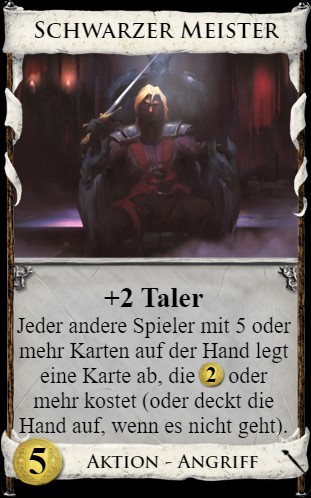 SCHWARZER MEISTER
+2 Taler
Jeder andere Spieler mit 5 oder
mehr Karten auf der Hand legt
eine Karte ab, die 2 oder
mehr kostet (oder deckt die
Hand auf, wenn es nicht geht).
5 AKTION - ANGRIFF